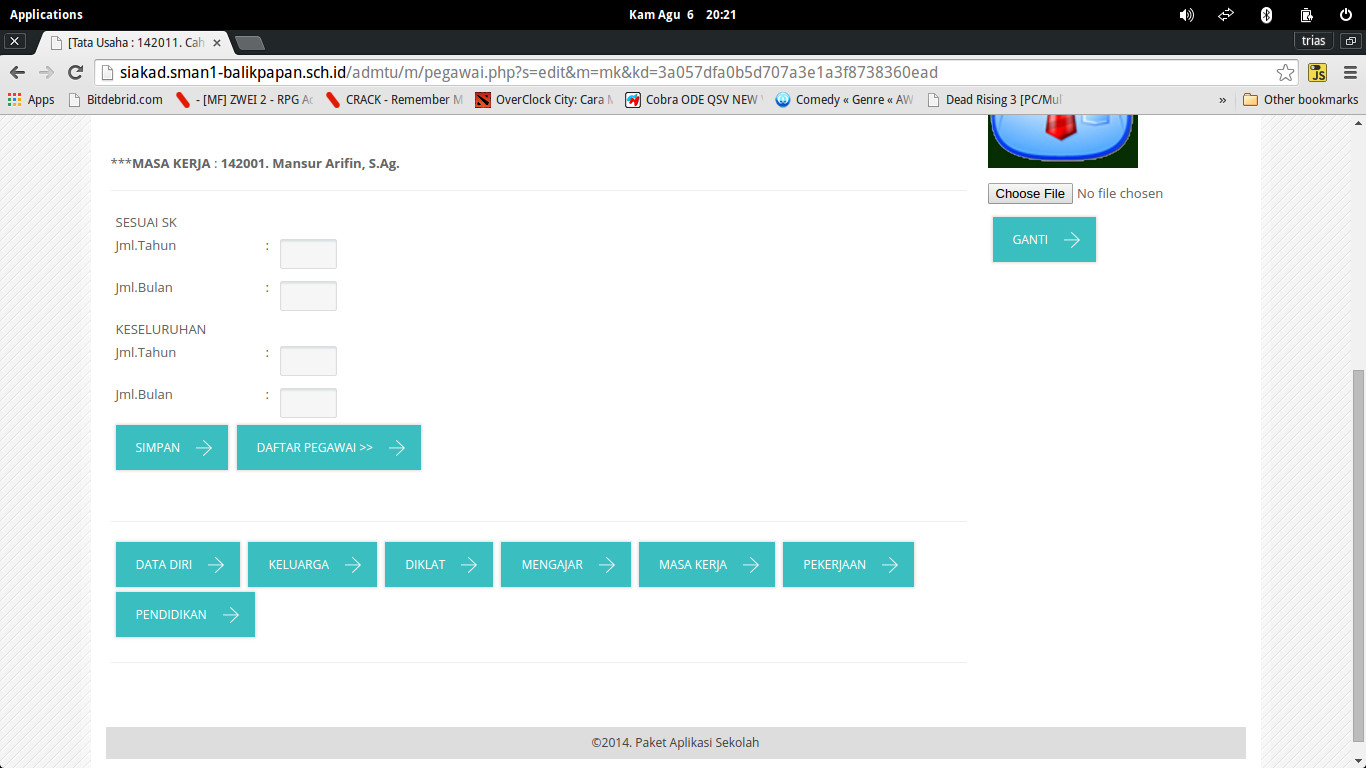 Applications Kam Agu 6 20:21
[Tata Usaha : 142011. Cah trias
siakad.sman1-balikpapan.sch.id/admtu/m/pegawai.php?s=edit&m=mk&kd=3a057dfa0b5d707a3e1a3f8738360ead JS
Apps Bitdebrid.com - [MF] ZWEI 2 - RPG Ac CRACK - Remember M OverClock City: Cara M Cobra ODE QSV NEW Comedy « Genre « AW Dead Rising 3 [PC/Mul » Other bookmarks
***MASA KERJA : 142001. Mansur Arifin, S.Ag.
Choose File No file chosen
GANTI
SESUAI SK
Jml.Tahun :
Jml.Bulan :
KESELURUHAN
Jml.Tahun :
Jml.Bulan :
SIMPAN DAFTAR PEGAWAI >>
DATA DIRI KELUARGA DIKLAT MENGAJAR MASA KERJA PEKERJAAN
PENDIDIKAN
©2014. Paket Aplikasi Sekolah